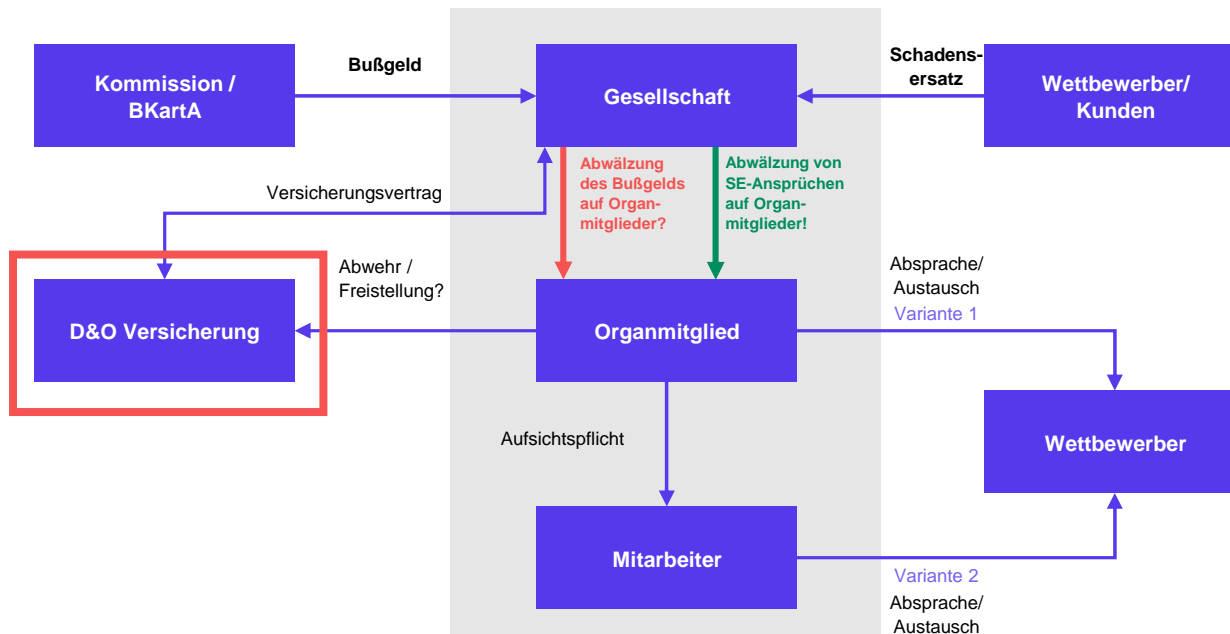 Kommission /
BKartA
Bußgeld
Gesellschaft
Schadens-
ersatz
Wettbewerber/
Kunden
Versicherungsvertrag
Abwälzung
des Bußgelds
auf Organ-
mitglieder?
Abwälzung von
SE-Ansprüchen
auf Organ-
mitglieder!
D&O Versicherung
Abwehr /
Freistellung?
Organmitglied
Absprache/
Austausch
Variante 1
Aufsichtspflicht
Wettbewerber
Mitarbeiter
Variante 2
Absprache/
Austausch